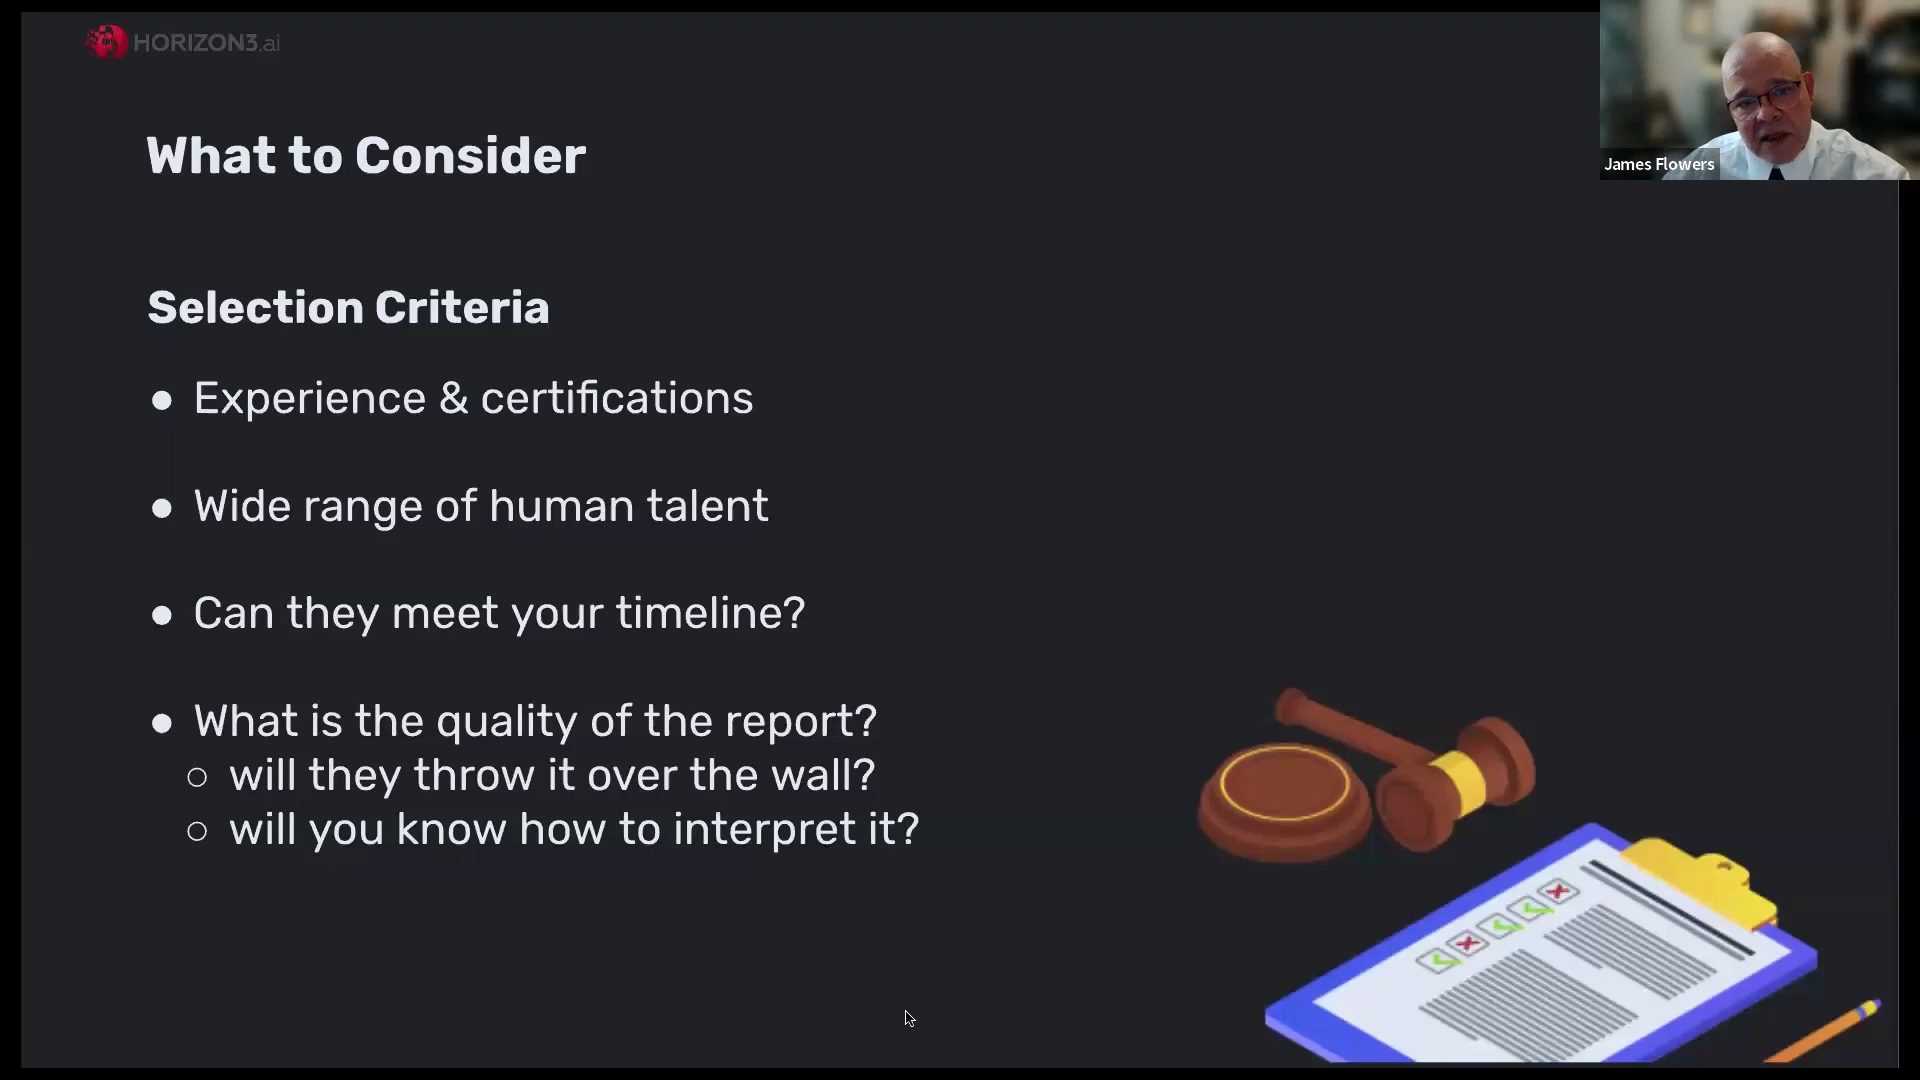 HORIZON3.ai
James Flowers
What to Consider
Selection Criteria
● Experience & certifications
● Wide range of human talent
● Can they meet your timeline?
● What is the quality of the report?
○ will they throw it over the wall?
○ will you know how to interpret it?